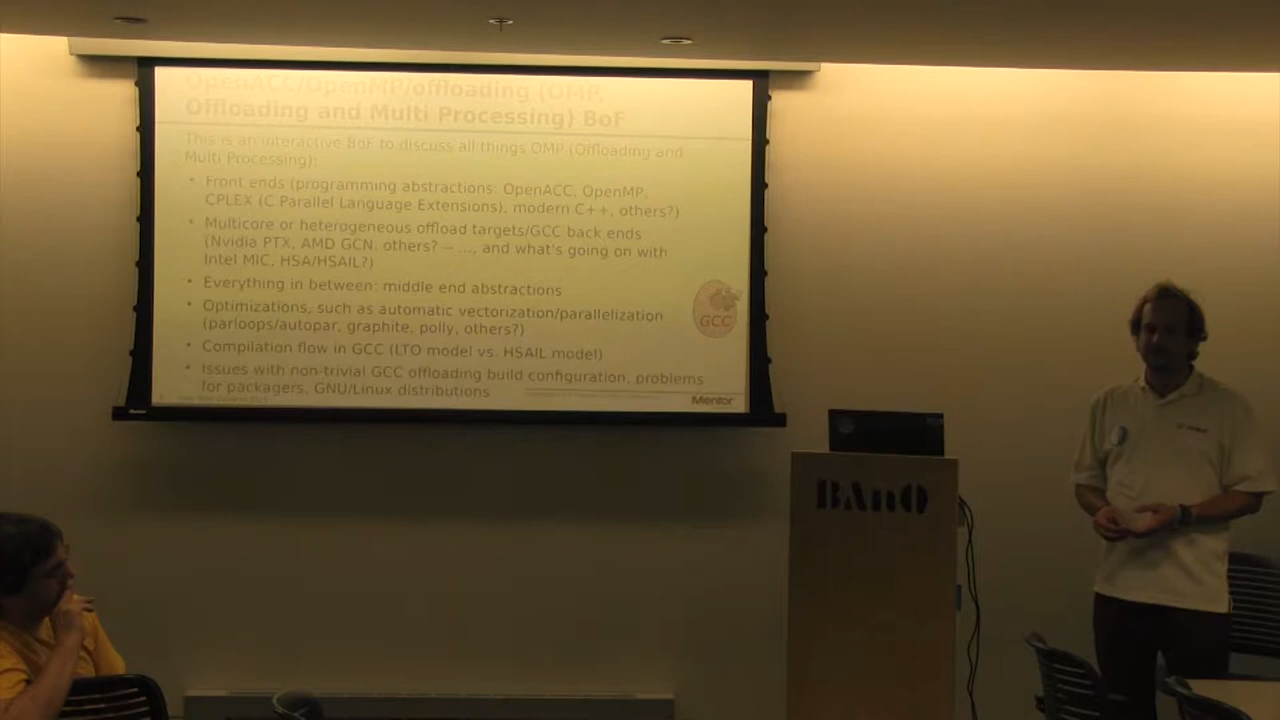 OpenACC/OpenMP/offloading (OMP,
Offloading and Multi Processing) BoF
This is an interactive BoF to discuss all things OMP (Offloading and
Multi Processing):
• Front ends (programming abstractions: OpenACC, OpenMP,
CPLEX (C Parallel Language Extensions), modern C++, others?)
• Multicore or heterogeneous offload targets/GCC back ends
(Nvidia PTX, AMD GCN, others? — ..., and what's going on with
Intel MIC, HSA/HSAIL?)
• Everything in between: middle end abstractions
• Optimizations, such as automatic vectorization/parallelization
(parloops/autopar, graphite, polly, others?)
• Compilation flow in GCC (LTO model vs. HSAIL model)
• Issues with non-trivial GCC offloading build configuration, problems
for packagers, GNU/Linux distributions
GCC
Mentor
BAnQ